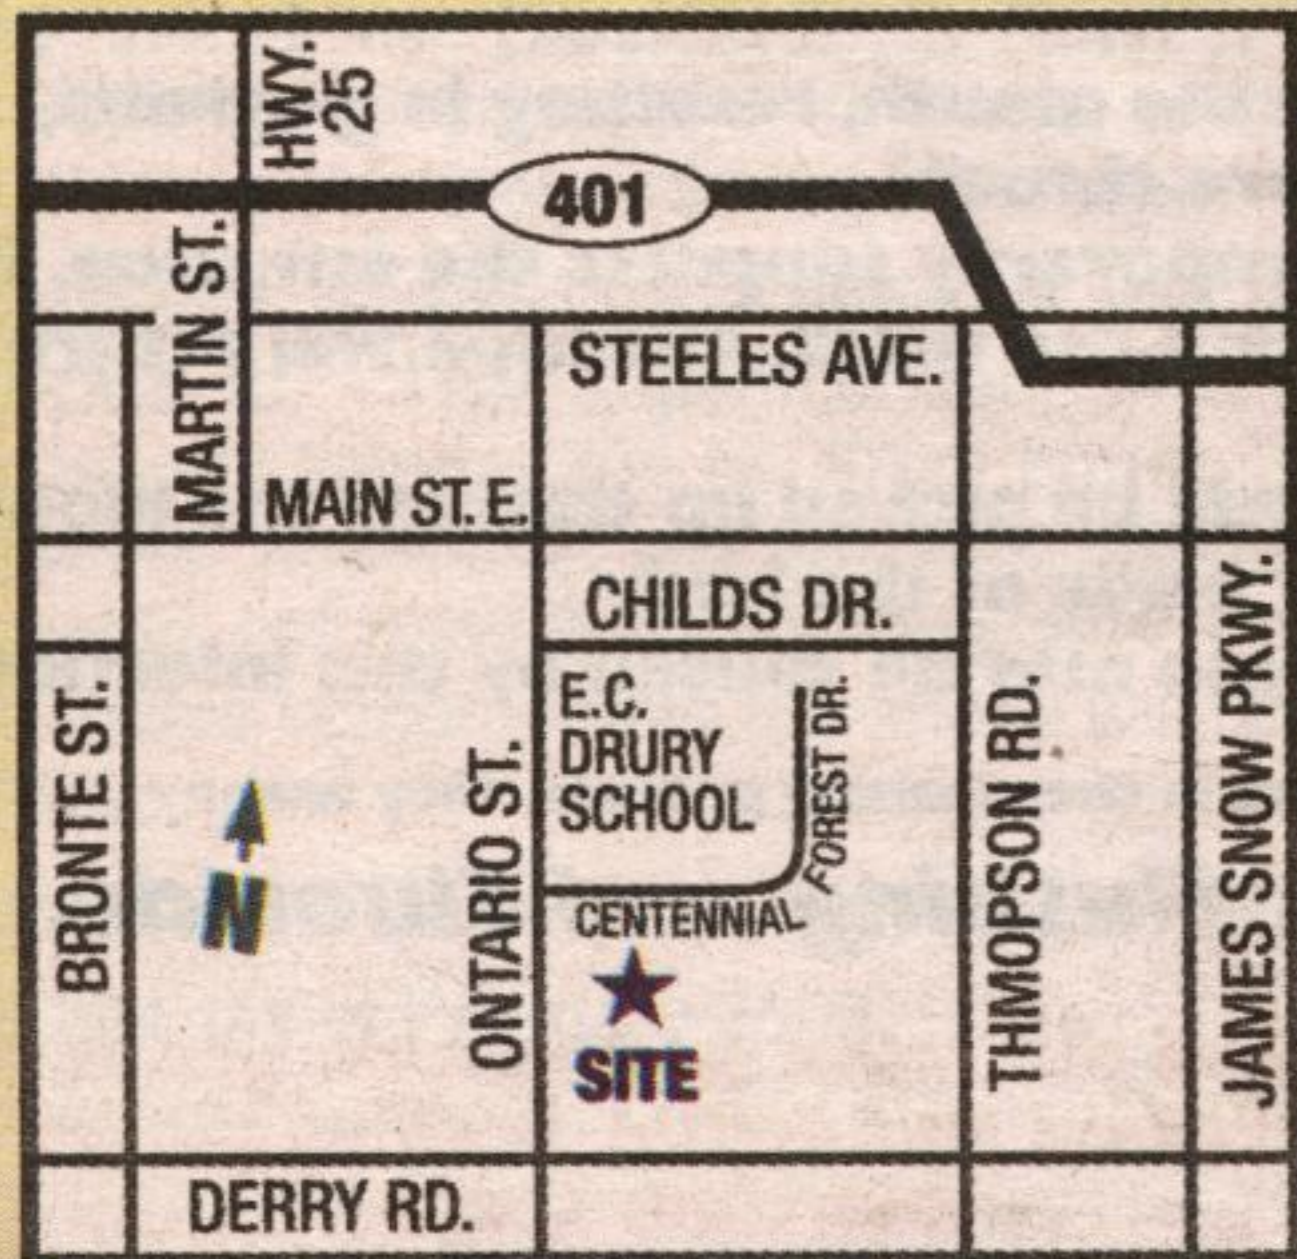 HWY.
25
401
MARTIN ST.
STEELES AVE.
MAIN ST. E.
CHILDS DR.
E.C.
DRURY
SCHOOL
FOREST DR.
CENTENNIAL
BRONTE ST.
N
ONTARIO ST.
THMOPSON RD.
JAMES SNOW PKWY.
SITE
DERRY RD.